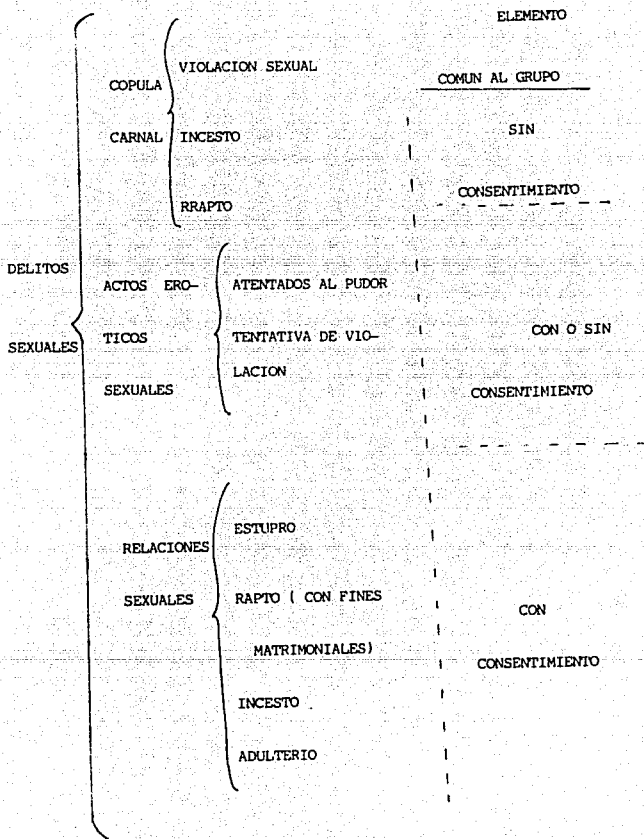 ELEMENTO
COMUN AL GRUPO
VIOLACION SEXUAL
COPULA
CARNAL
INCESTO
SIN
RRAPTO
CONSENTIMIENTO
DELITOS
SEXUALES
ACTOS ERO-
TICOS
SEXUALES
ATENTADOS AL PUDOR
TENTATIVA DE VIO-
LACION
CON O SIN
CONSENTIMIENTO
RELACIONES
SEXUALES
ESTUPRO
RAPTO ( CON FINES
MATRIMONIALES)
INCESTO
ADULTERIO
CON
CONSENTIMIENTO